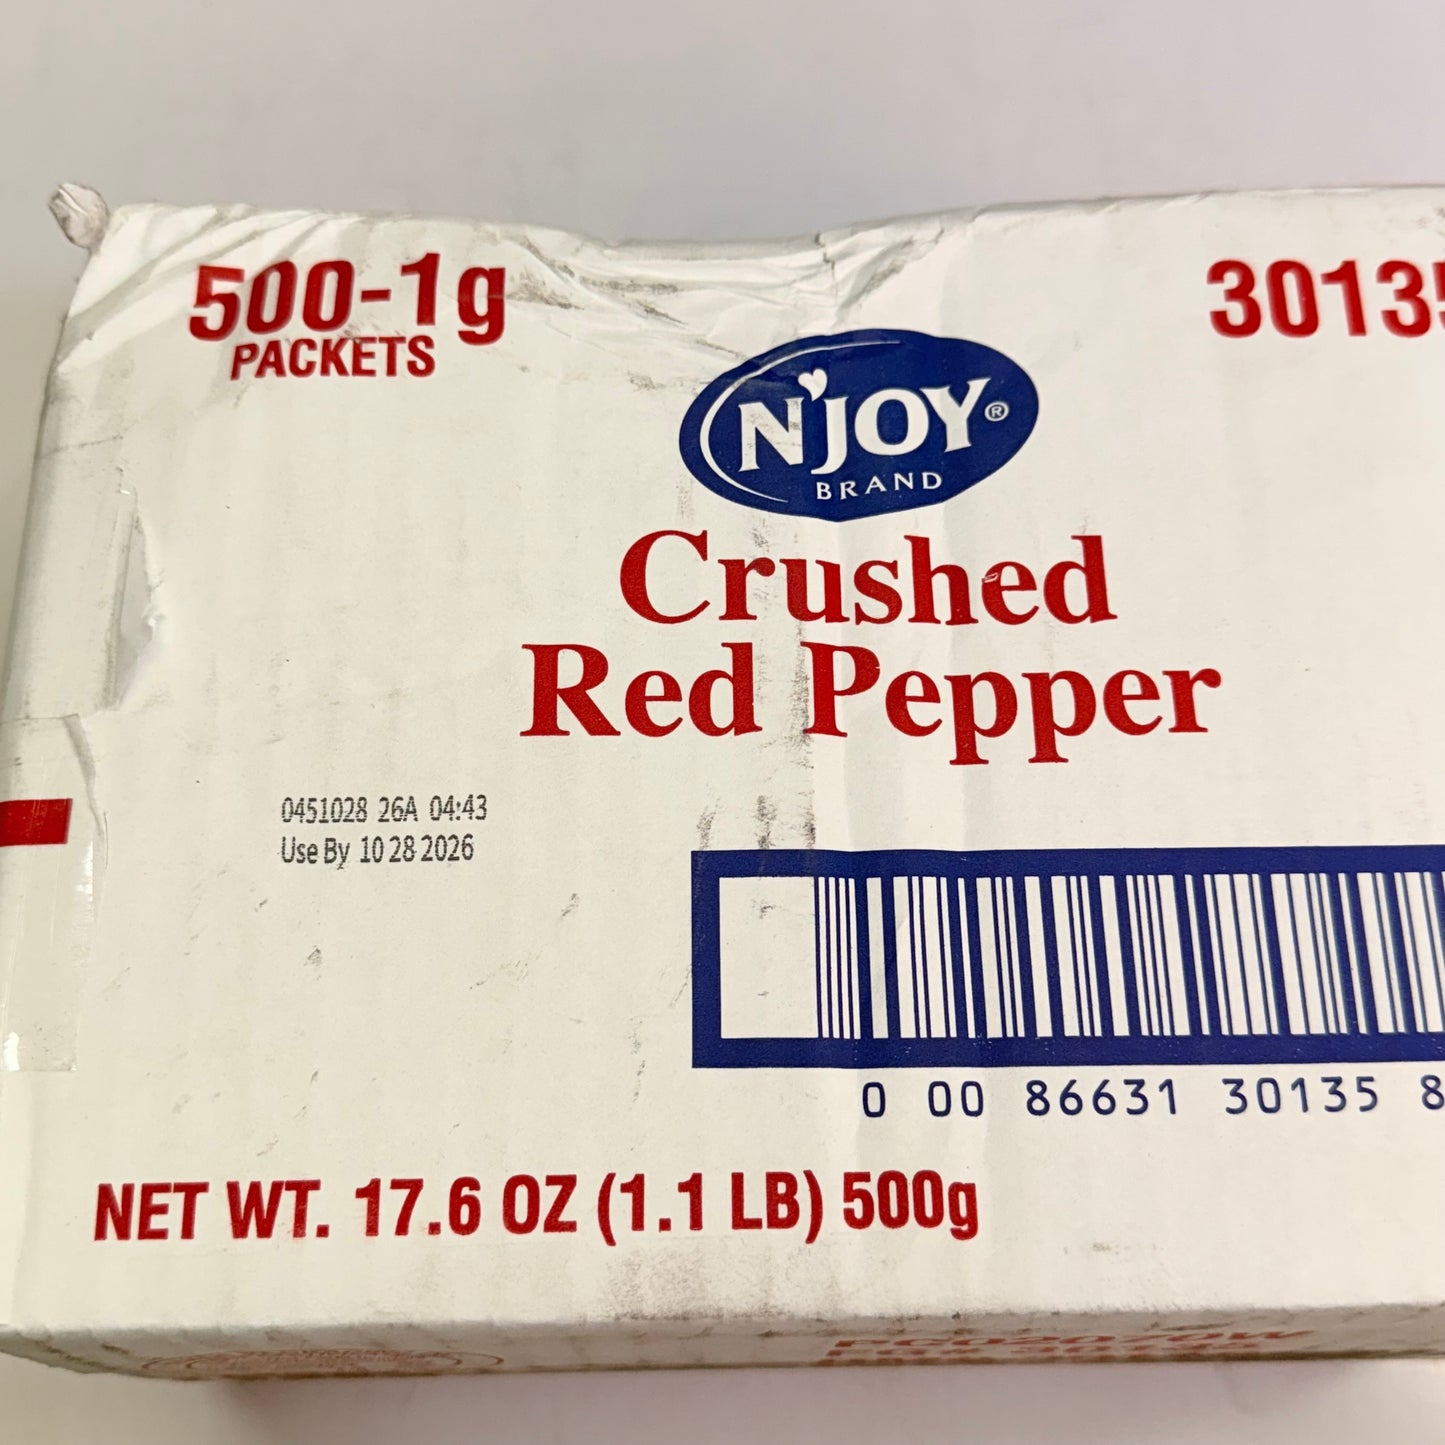 500-1g
PACKETS
30135
N'JOY®
BRAND
Crushed
Red Pepper
0451028 26A 04:43
Use By 10 28 2026
0 00 86631 30135 8
NET WT. 17.6 OZ (1.1 LB) 500g